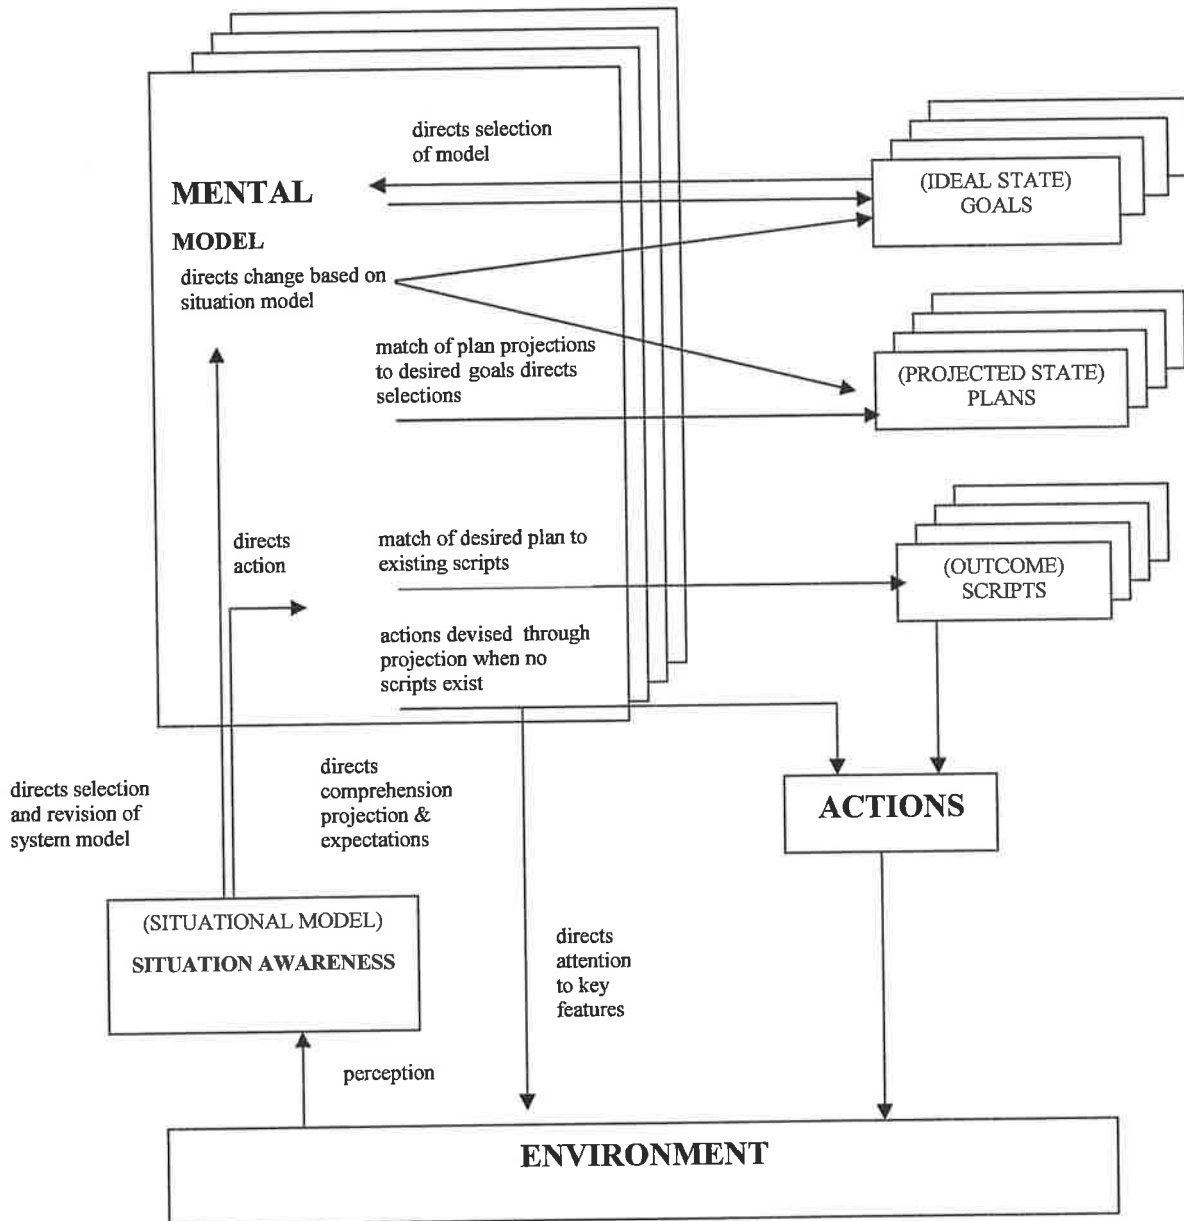 directs selection
of model
MENTAL
MODEL
directs change based on
situation model
(IDEAL STATE)
GOALS
match of plan projections
to desired goals directs
selections
(PROJECTED STATE)
PLANS
directs
action
match of desired plan to
existing scripts
(OUTCOME)
SCRIPTS
actions devised through
projection when no
scripts exist
directs selection
and revision of
system model
directs
comprehension
projection &
expectations
ACTIONS
(SITUATIONAL MODEL)
SITUATION AWARENESS
directs
attention
to key
features
perception
ENVIRONMENT